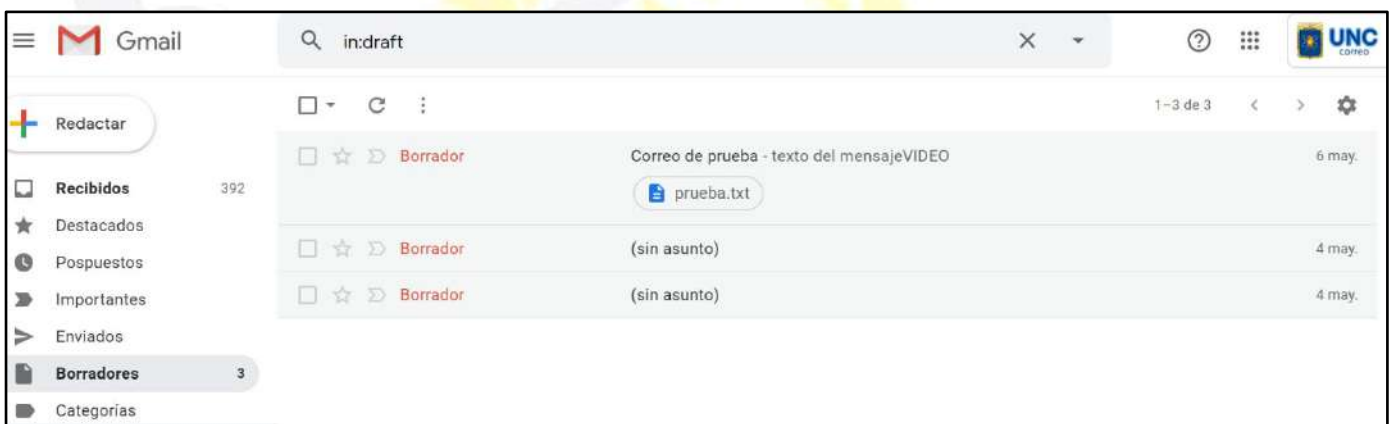 Gmail
in:draft
UNC
correo
Redactar
1–3 de 3
Borrador Correo de prueba - texto del mensajeVIDEO 6 may.
prueba.txt
Recibidos 392
Destacados
Borrador (sin asunto) 4 may.
Pospuestos
Borrador (sin asunto) 4 may.
Importantes
Enviados
Borradores 3
Categorías